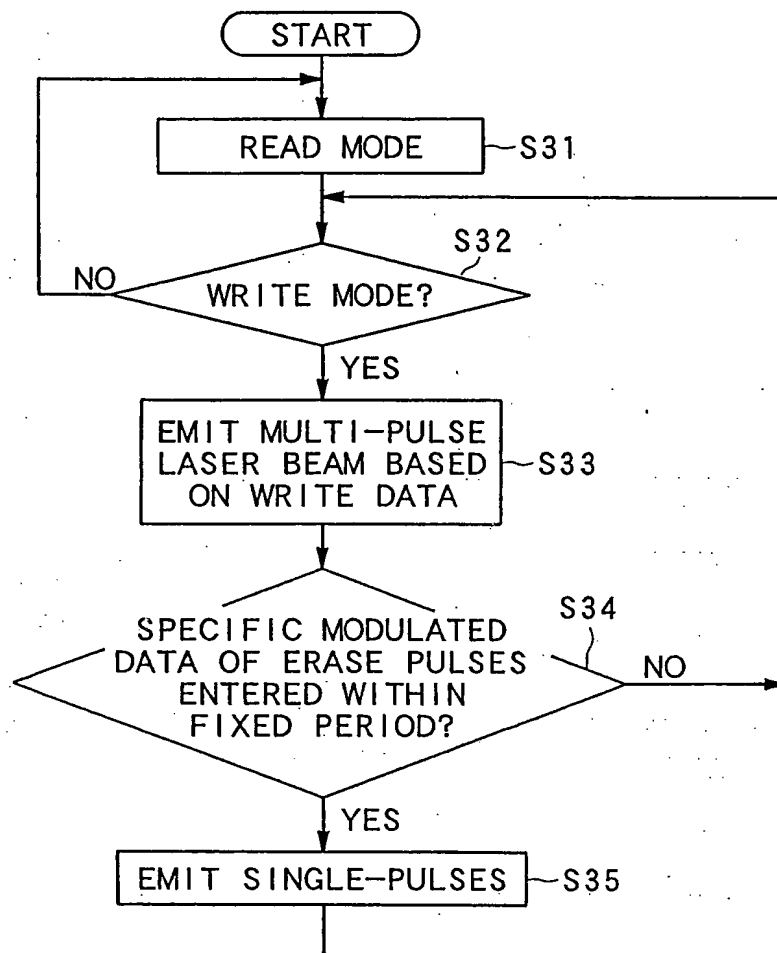 START
READ MODE
S31
S32
NO
WRITE MODE?
YES
EMIT MULTI-PULSE
LASER BEAM BASED
ON WRITE DATA
S33
S34
SPECIFIC MODULATED
DATA OF ERASE PULSES
ENTERED WITHIN
FIXED PERIOD?
NO
YES
EMIT SINGLE-PULSES
S35